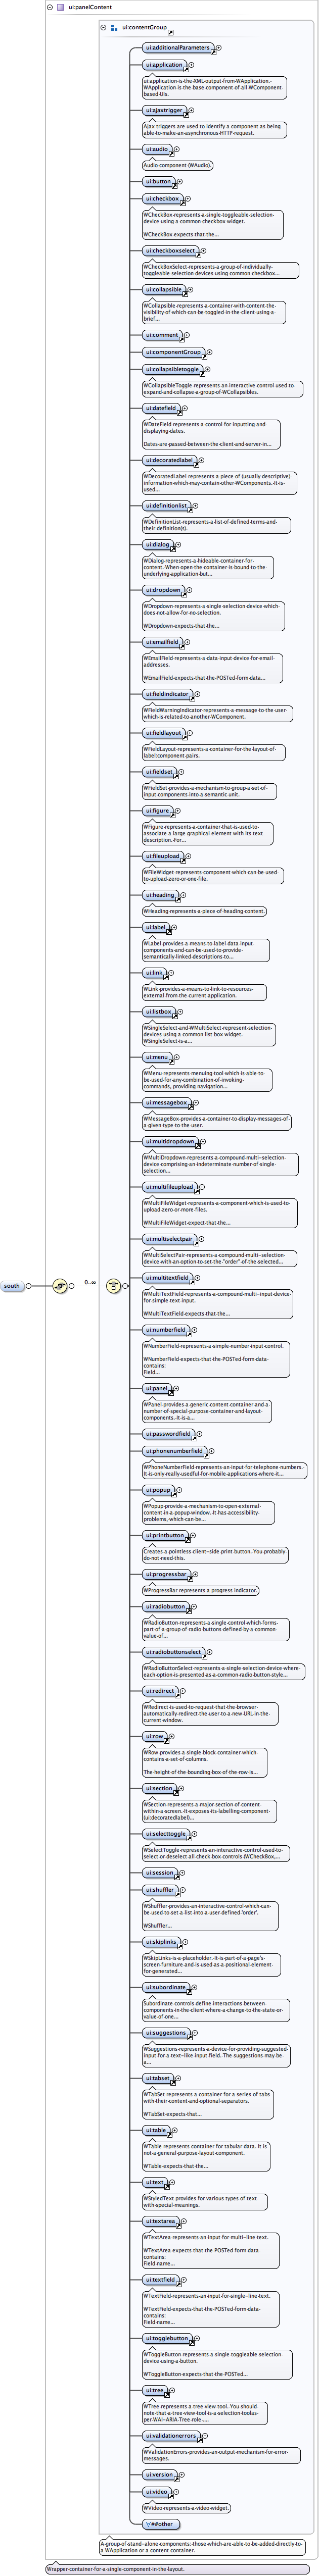 ui:panelContent
ui:contentGroup
ui:additionalParameters
ui:application
ui:application is the XML output from WApplication.
WApplication is the base component of all WComponent
based UIs.
ui:ajaxtrigger
Ajax triggers are used to identify a component as being
able to make an asynchronous HTTP request.
ui:audio
Audio component (WAudio).
ui:button
ui:checkbox
WCheckBox represents a single toggleable selection
device using a common checkbox widget.
WCheckBox expects that the...
ui:checkboxselect
WCheckBoxSelect represents a group of individually
toggleable selection devices using common checkbox...
ui:collapsible
WCollapsible represents a container with content the
visibility of which can be toggled in the client using a
brief...
ui:comment
ui:componentGroup
ui:collapsibletoggle
WCollapsibleToggle represents an interactive control used to
expand and collapse a group of WCollapsibles.
ui:datefield
WDateField represents a control for inputting and
displaying dates.
Dates are passed between the client and server in...
ui:decoratedlabel
WDecoratedLabel represents a piece of (usually descriptive)
information which may contain other WComponents. It is
used...
ui:definitionlist
WDefinitionList represents a list of defined terms and
their definition(s).
ui:dialog
WDialog represents a hideable container for
content. When open the container is bound to the
underlying application but...
ui:dropdown
WDropdown represents a single selection device which
does not allow for no selection.
WDropdown expects that the...
ui:emailfield
WEmailField represents a data input device for email
addresses.
WEmailField expects that the POSTed form data...
ui:fieldindicator
WFieldWarningIndicator represents a message to the user
which is related to another WComponent.
ui:fieldlayout
WFieldLayout represents a container for the layout of
label:component pairs.
ui:fieldset
WFieldSet provides a mechanism to group a set of
input components into a semantic unit.
ui:figure
WFigure represents a container that is used to
associate a large graphical element with its text
description. For...
ui:fileupload
WFileWidget represents component which can be used
to upload zero or one file.
ui:heading
WHeading represents a piece of heading content.
ui:label
WLabel provides a means to label data input
components and can be used to provide
semantically linked descriptions to...
ui:link
WLink provides a means to link to resources
external from the current application.
ui:listbox
WSingleSelect and WMultiSelect represent selection
devices using a common list box widget.
WSingleSelect is a...
ui:menu
WMenu represents menuing tool which is able to
be used for any combination of invoking
commands, providing navigation...
ui:messagebox
WMessageBox provides a container to display messages of
a given type to the user.
ui:multidropdown
WMultiDropdown represents a compound multi-selection
device comprising an indeterminate number of single
selection...
ui:multifileupload
WMultiFileWidget represents a component which is used to
upload zero or more files.
WMultiFileWidget expect that the...
ui:multiselectpair
WMultiSelectPair represents a compound multi-selection
device with an option to set the "order" of the selected...
south
0..∞
ui:multitextfield
WMultiTextField represents a compound multi-input device
for simple text input.
WMultiTextField expects that the...
ui:numberfield
WNumberField represents a simple number input control.
WNumberField expects that the POSTed form data
contains:
Field...
ui:panel
WPanel provides a generic content container and a
number of special purpose container and layout
components. It is a...
ui:passwordfield
ui:phonenumberfield
WPhoneNumberField represents an input for telephone numbers.
It is only really useful for mobile applications where it...
ui:popup
WPopup provide a mechanism to open external
content in a popup window. It has accessibility
problems, which can be...
ui:printbutton
Creates a pointless client-side print button. You probably
do not need this.
ui:progressbar
WProgressBar represents a progress indicator.
ui:radiobutton
WRadioButton represents a single control which forms
part of a group of radio buttons defined by a common
value of...
ui:radiobuttonselect
WRadioButtonSelect represents a single selection device where
each option is presented as a common radio button style...
ui:redirect
WRedirect is used to request that the browser
automatically redirect the user to a new URL in the
current window.
ui:row
WRow provides a single block container which
contains a set of columns.
The height of the bounding box of the row is...
ui:section
WSection represents a major section of content
within a screen. It exposes its labelling component
(ui:decoratedlabel)...
ui:selecttoggle
WSelectToggle represents an interactive control used to
select or deselect all check box controls (WCheckBox,...
ui:session
ui:shuffler
WShuffler provides an interactive control which can
be used to set a list into a user defined 'order'.
WShuffler...
ui:skiplinks
WSkipLinks is a placeholder. It is part of a page's
screen furniture and is used as a positional element
for generated...
ui:subordinate
Subordinate controls define interactions between
components in the client where a change to the state or
value of one...
ui:suggestions
WSuggestions represents a device for providing suggested
input for a text-like input field. The suggestions may be
a...
ui:tabset
WTabSet represents a container for a series of tabs
with their content and optional separators.
WTabSet expects that...
ui:table
WTable represents container for tabular data. It is
not a general purpose layout component.
WTable expects that the...
ui:text
WStyledText provides for various types of text
with special meanings.
ui:textarea
WTextArea represents an input for multi-line text.
WTextArea expects that the POSTed form data
contains:
Field name...
ui:textfield
WTextField represents an input for single-line text.
WTextField expects that the POSTed form data
contains:
Field name...
ui:togglebutton
WToggleButton represents a single toggleable selection
device using a button.
WToggleButton expects that the POSTed...
ui:tree
WTree represents a tree view tool. You should
note that a tree view tool is a selection tool as
per WAI-ARIA Tree role ....
ui:validationerrors
WValidationErrors provides an output mechanism for error
messages.
ui:version
ui:video
WVideo represents a video widget.
##other
A group of stand-alone components: those which are able to be added directly to
a WApplication or a content container.
Wrapper container for a single component in the layout.